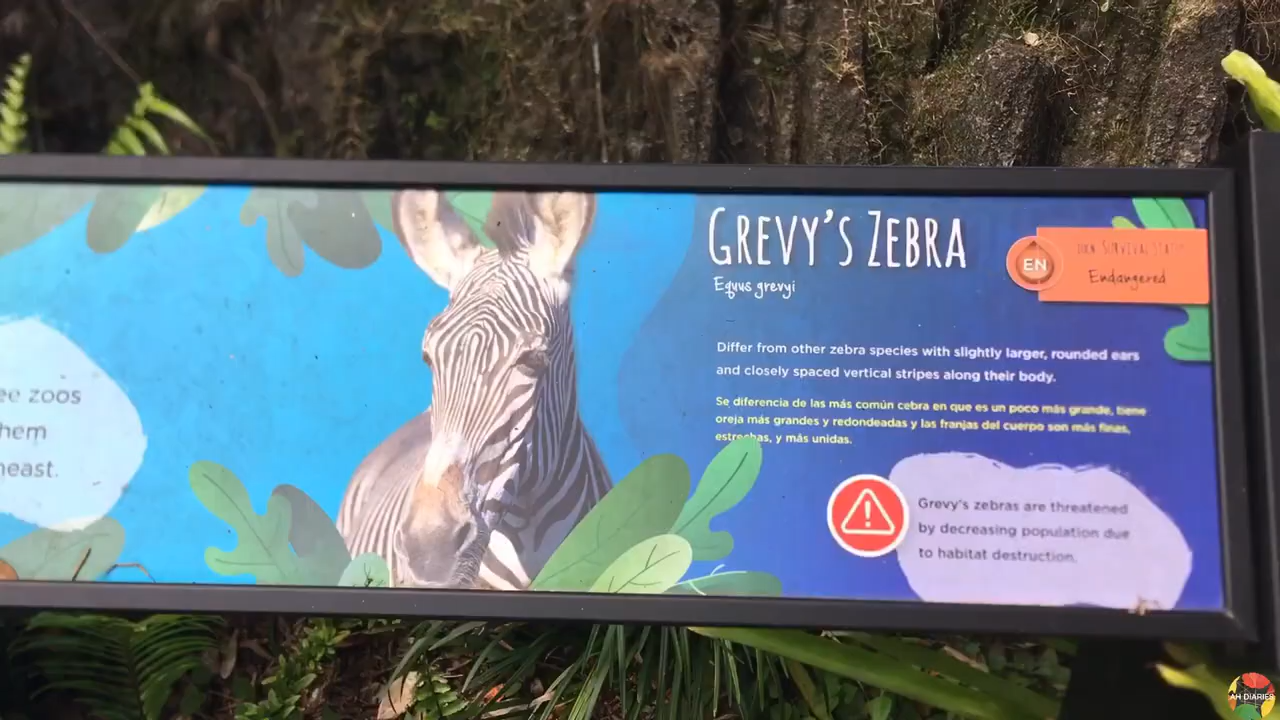 ee zoos
hem
heast.
GREVY'S ZEBRA
Equus grevyi
EN
Endangered
Differ from other zebra species with slightly larger, rounded ears
and closely spaced vertical stripes along their body.
Se diferencia de las más común cebra en que es un poco más grande, tiene
oreja más grandes y redondeadas y las franjas del cuerpo son más finas,
estrechas, y más unidas.
Grevy's zebras are threatened
by decreasing population due
to habitat destruction.
AH DIARIES